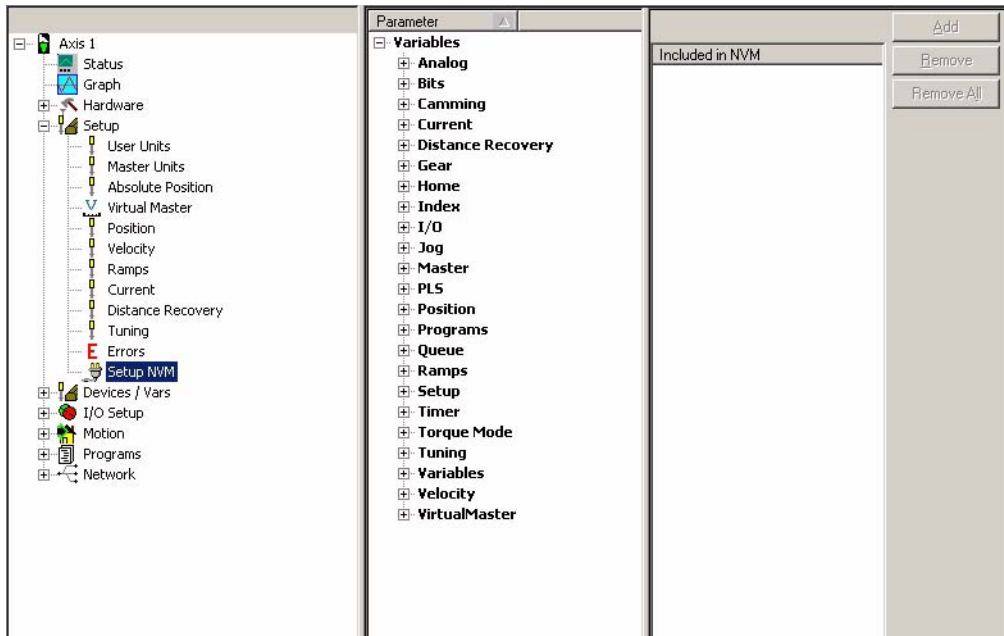 Axis 1
Status
Graph
Hardware
Setup
User Units
Master Units
Absolute Position
Virtual Master
Position
Velocity
Ramps
Current
Distance Recovery
Tuning
E Errors
Setup NVM
Devices / Vars
I/O Setup
Motion
Programs
Network
Parameter
Variables
Analog
Bits
Camming
Current
Distance Recovery
Gear
Home
Index
I/O
Jog
Master
PLS
Position
Programs
Queue
Ramps
Setup
Timer
Torque Mode
Tuning
Variables
Velocity
VirtualMaster
Included in NVM
Add
Remove
Remove All